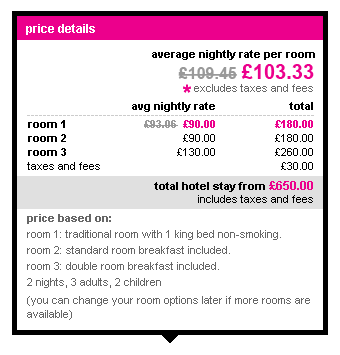 price details
average nightly rate per room
£109.45 £103.33
* excludes taxes and fees
avg nightly rate total
room 1 £93.06 £90.00 £180.00
room 2 £90.00 £180.00
room 3 £130.00 £260.00
taxes and fees £30.00
total hotel stay from £650.00
includes taxes and fees
price based on:
room 1: traditional room with 1 king bed non-smoking.
room 2: standard room breakfast included.
room 3: double room breakfast included.
2 nights, 3 adults, 2 children
(you can change your room options later if more rooms are
available)